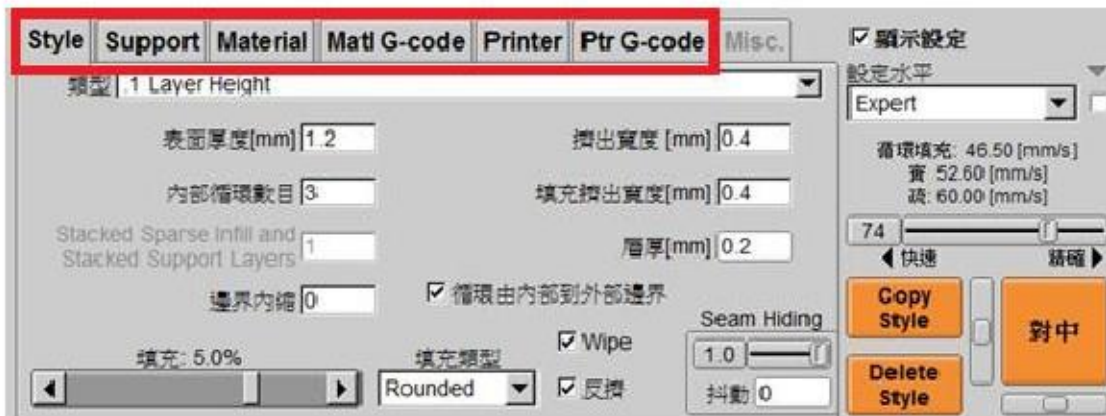 Style Support Material Matl G-code Printer Ptr G-code Misc.
類型 .1 Layer Height
表面厚度[mm] 1.2
擠出寬度 [mm] 0.4
內部循環數目 3
填充擠出寬度[mm] 0.4
Stacked Sparse Infill and
Stacked Support Layers 1
層厚[mm] 0.2
邊界內縮 0
循環由內部到外部邊界
填充: 5.0%
填充類型
Rounded
Wipe
反擠
Seam Hiding
1.0
抖動 0
顯示設定
設定水平
Expert
循環填充: 46.50 [mm/s]
實 52.60 [mm/s]
疏: 60.00 [mm/s]
74
快速 精確
Copy
Style
對中
Delete
Style